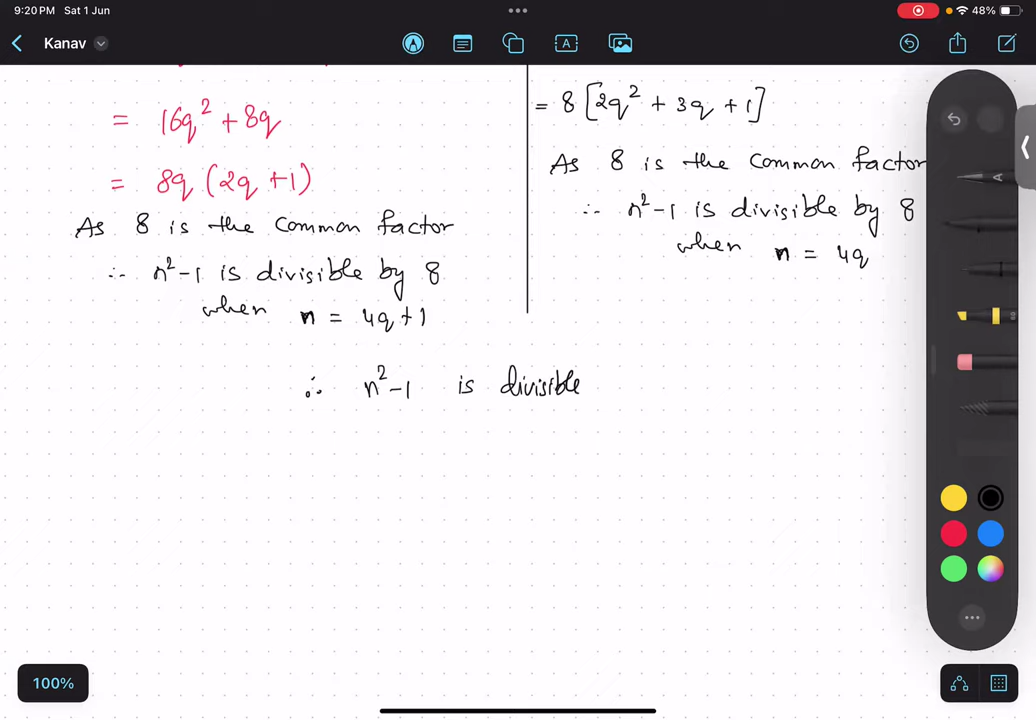 9:20 PM Sat 1 Jun
48%
Kanav
= 16q² + 8q
= 8q (2q + 1)
As 8 is the common factor
∴ n² - 1 is divisible by 8
when n = 4q + 1
= 8 [2q² + 3q + 1]
As 8 is the common factor
∴ n² - 1 is divisible by 8
when n = 4q
∴ n² - 1 is divisible
100%